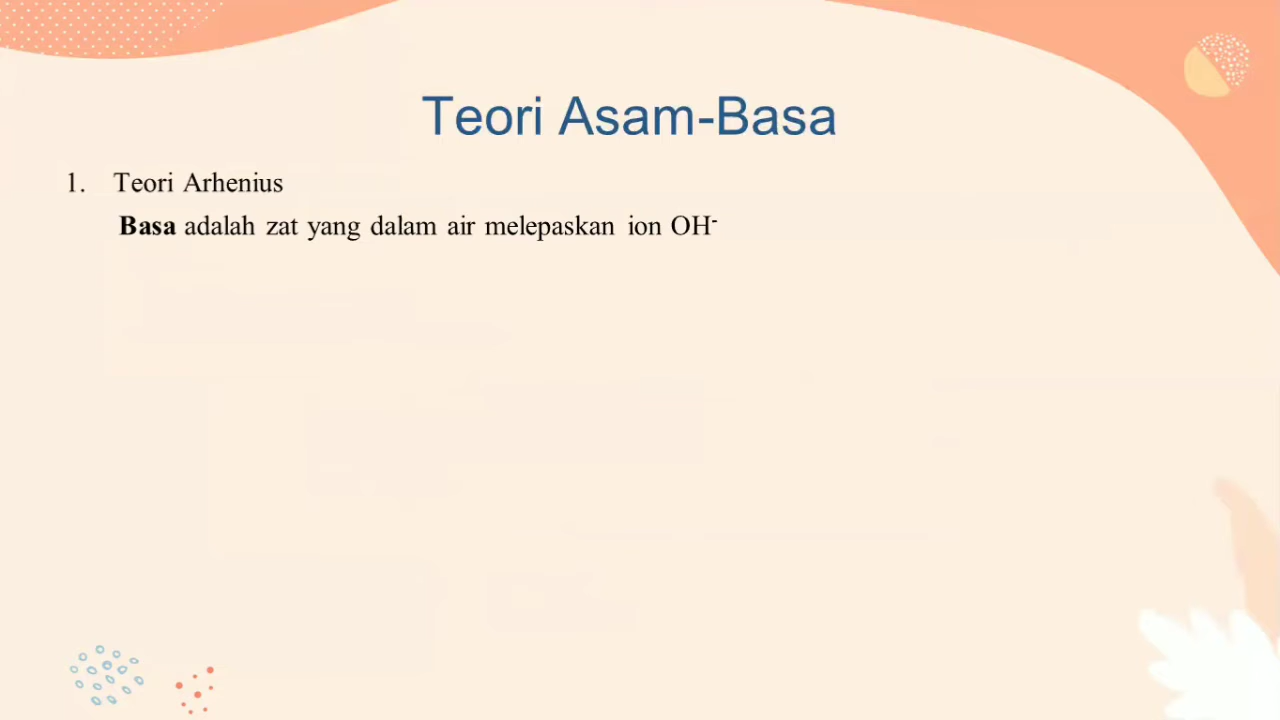 Teori Asam-Basa
1. Teori Arhenius
Basa adalah zat yang dalam air melepaskan ion OH⁻